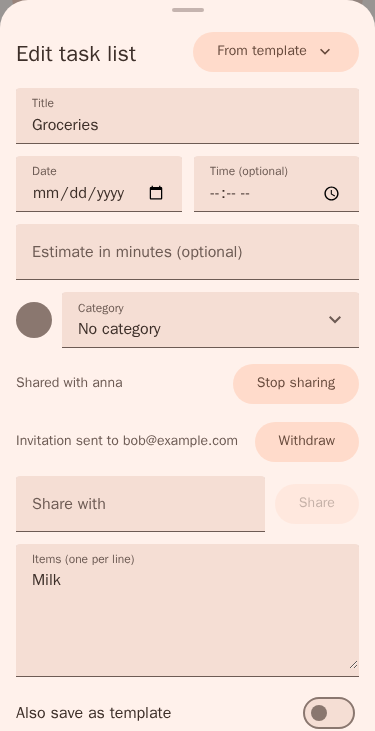 Edit task list
From template
Title
Groceries
Date
mm/dd/yyyy
Time (optional)
--:-- --
Estimate in minutes (optional)
Category
No category
Shared with anna
Stop sharing
Invitation sent to bob@example.com
Withdraw
Share with
Share
Items (one per line)
Milk
Also save as template